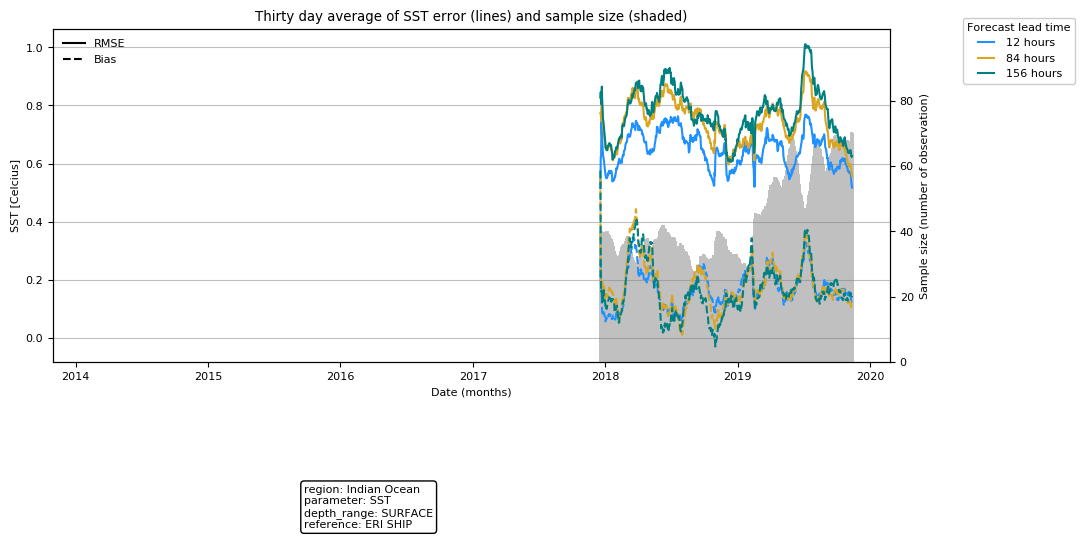 Thirty day average of SST error (lines) and sample size (shaded)
Forecast lead time
12 hours
84 hours
156 hours
RMSE
Bias
1.0
0.8
0.6
0.4
0.2
0.0
SST [Celcius]
80
60
40
20
0
Sample size (number of observation)
2014 2015 2016 2017 2018 2019 2020
Date (months)
region: Indian Ocean
parameter: SST
depth_range: SURFACE
reference: ERI SHIP